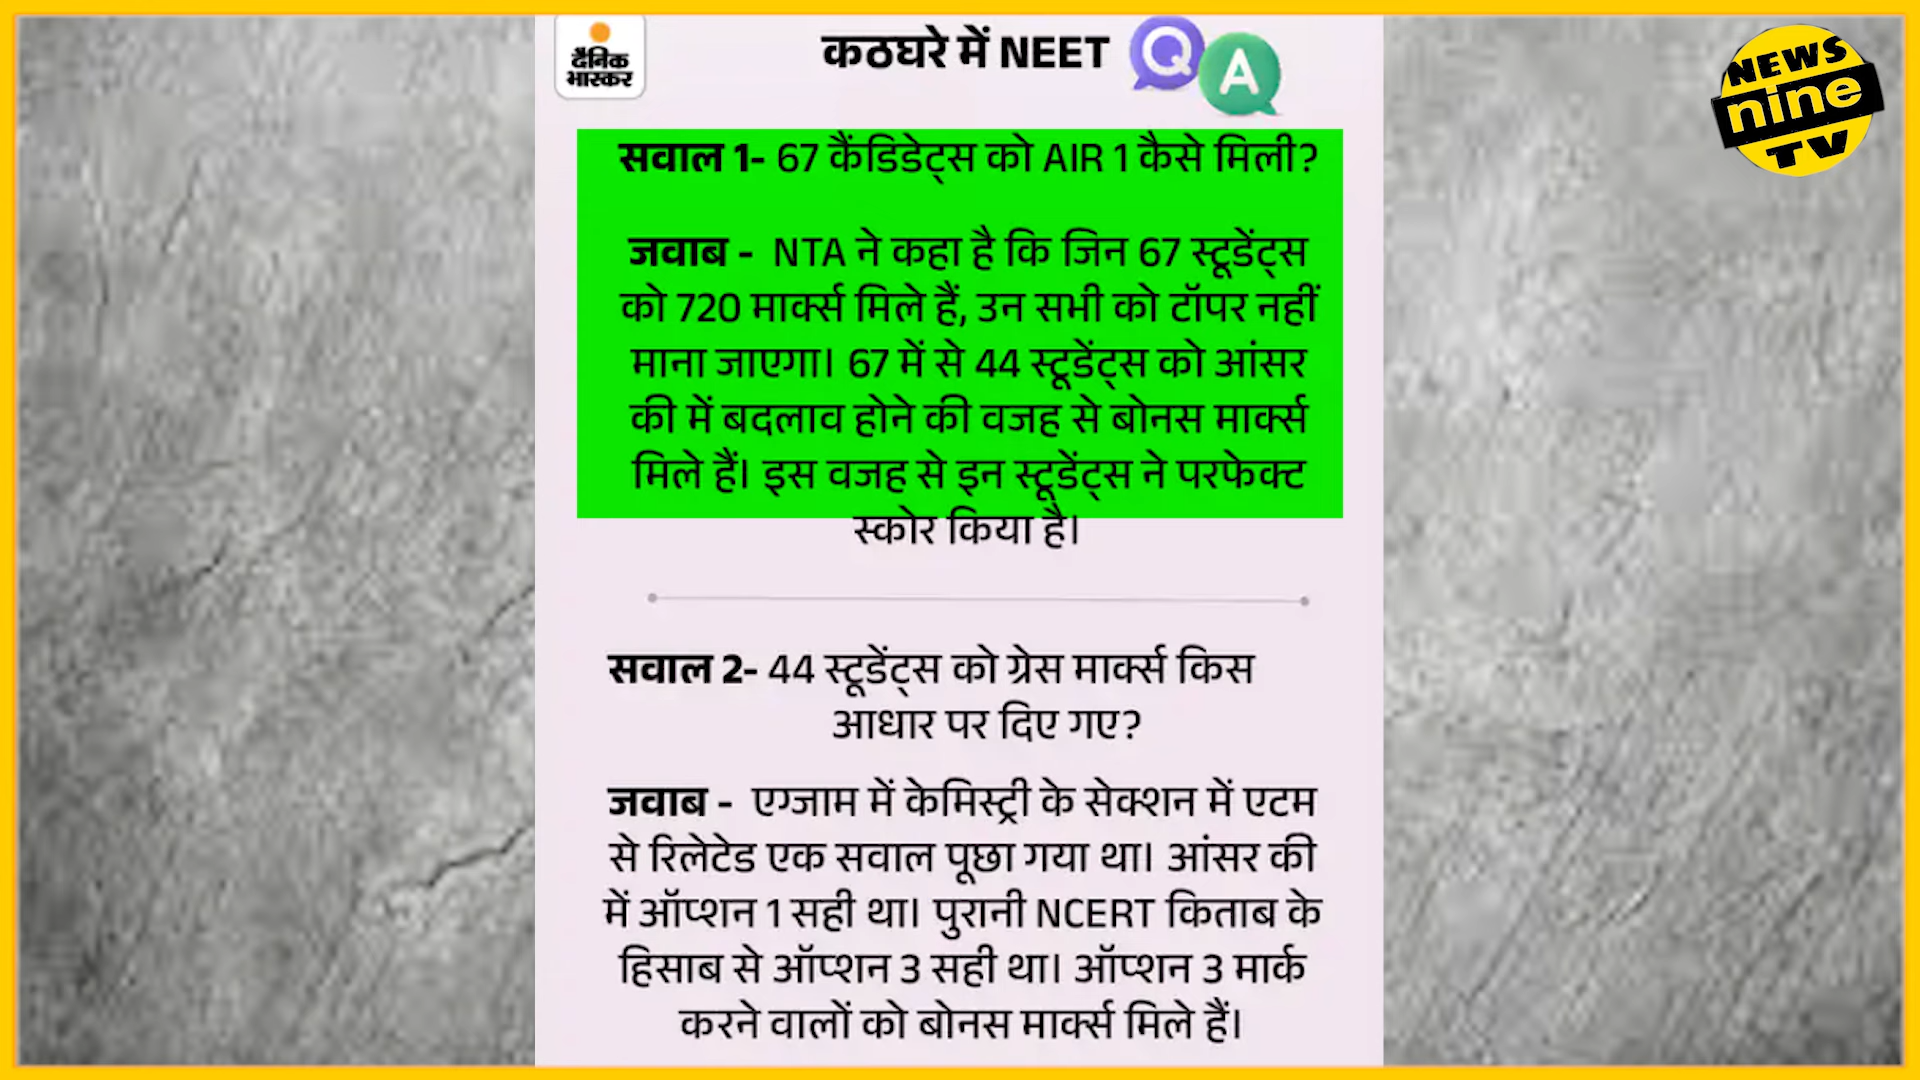 दैनिक
भास्कर
कठघरे में NEET
Q
A
NEWS
nine
TV
सवाल 1- 67 कैंडिडेट्स को AIR 1 कैसे मिली?
जवाब - NTA ने कहा है कि जिन 67 स्टूडेंट्स
को 720 मार्क्स मिले हैं, उन सभी को टॉपर नहीं
माना जाएगा। 67 में से 44 स्टूडेंट्स को आंसर
की में बदलाव होने की वजह से बोनस मार्क्स
मिले हैं। इस वजह से इन स्टूडेंट्स ने परफेक्ट
स्कोर किया है।
सवाल 2- 44 स्टूडेंट्स को ग्रेस मार्क्स किस
आधार पर दिए गए?
जवाब - एग्जाम में केमिस्ट्री के सेक्शन में एटम
से रिलेटेड एक सवाल पूछा गया था। आंसर की
में ऑप्शन 1 सही था। पुरानी NCERT किताब के
हिसाब से ऑप्शन 3 सही था। ऑप्शन 3 मार्क
करने वालों को बोनस मार्क्स मिले हैं।